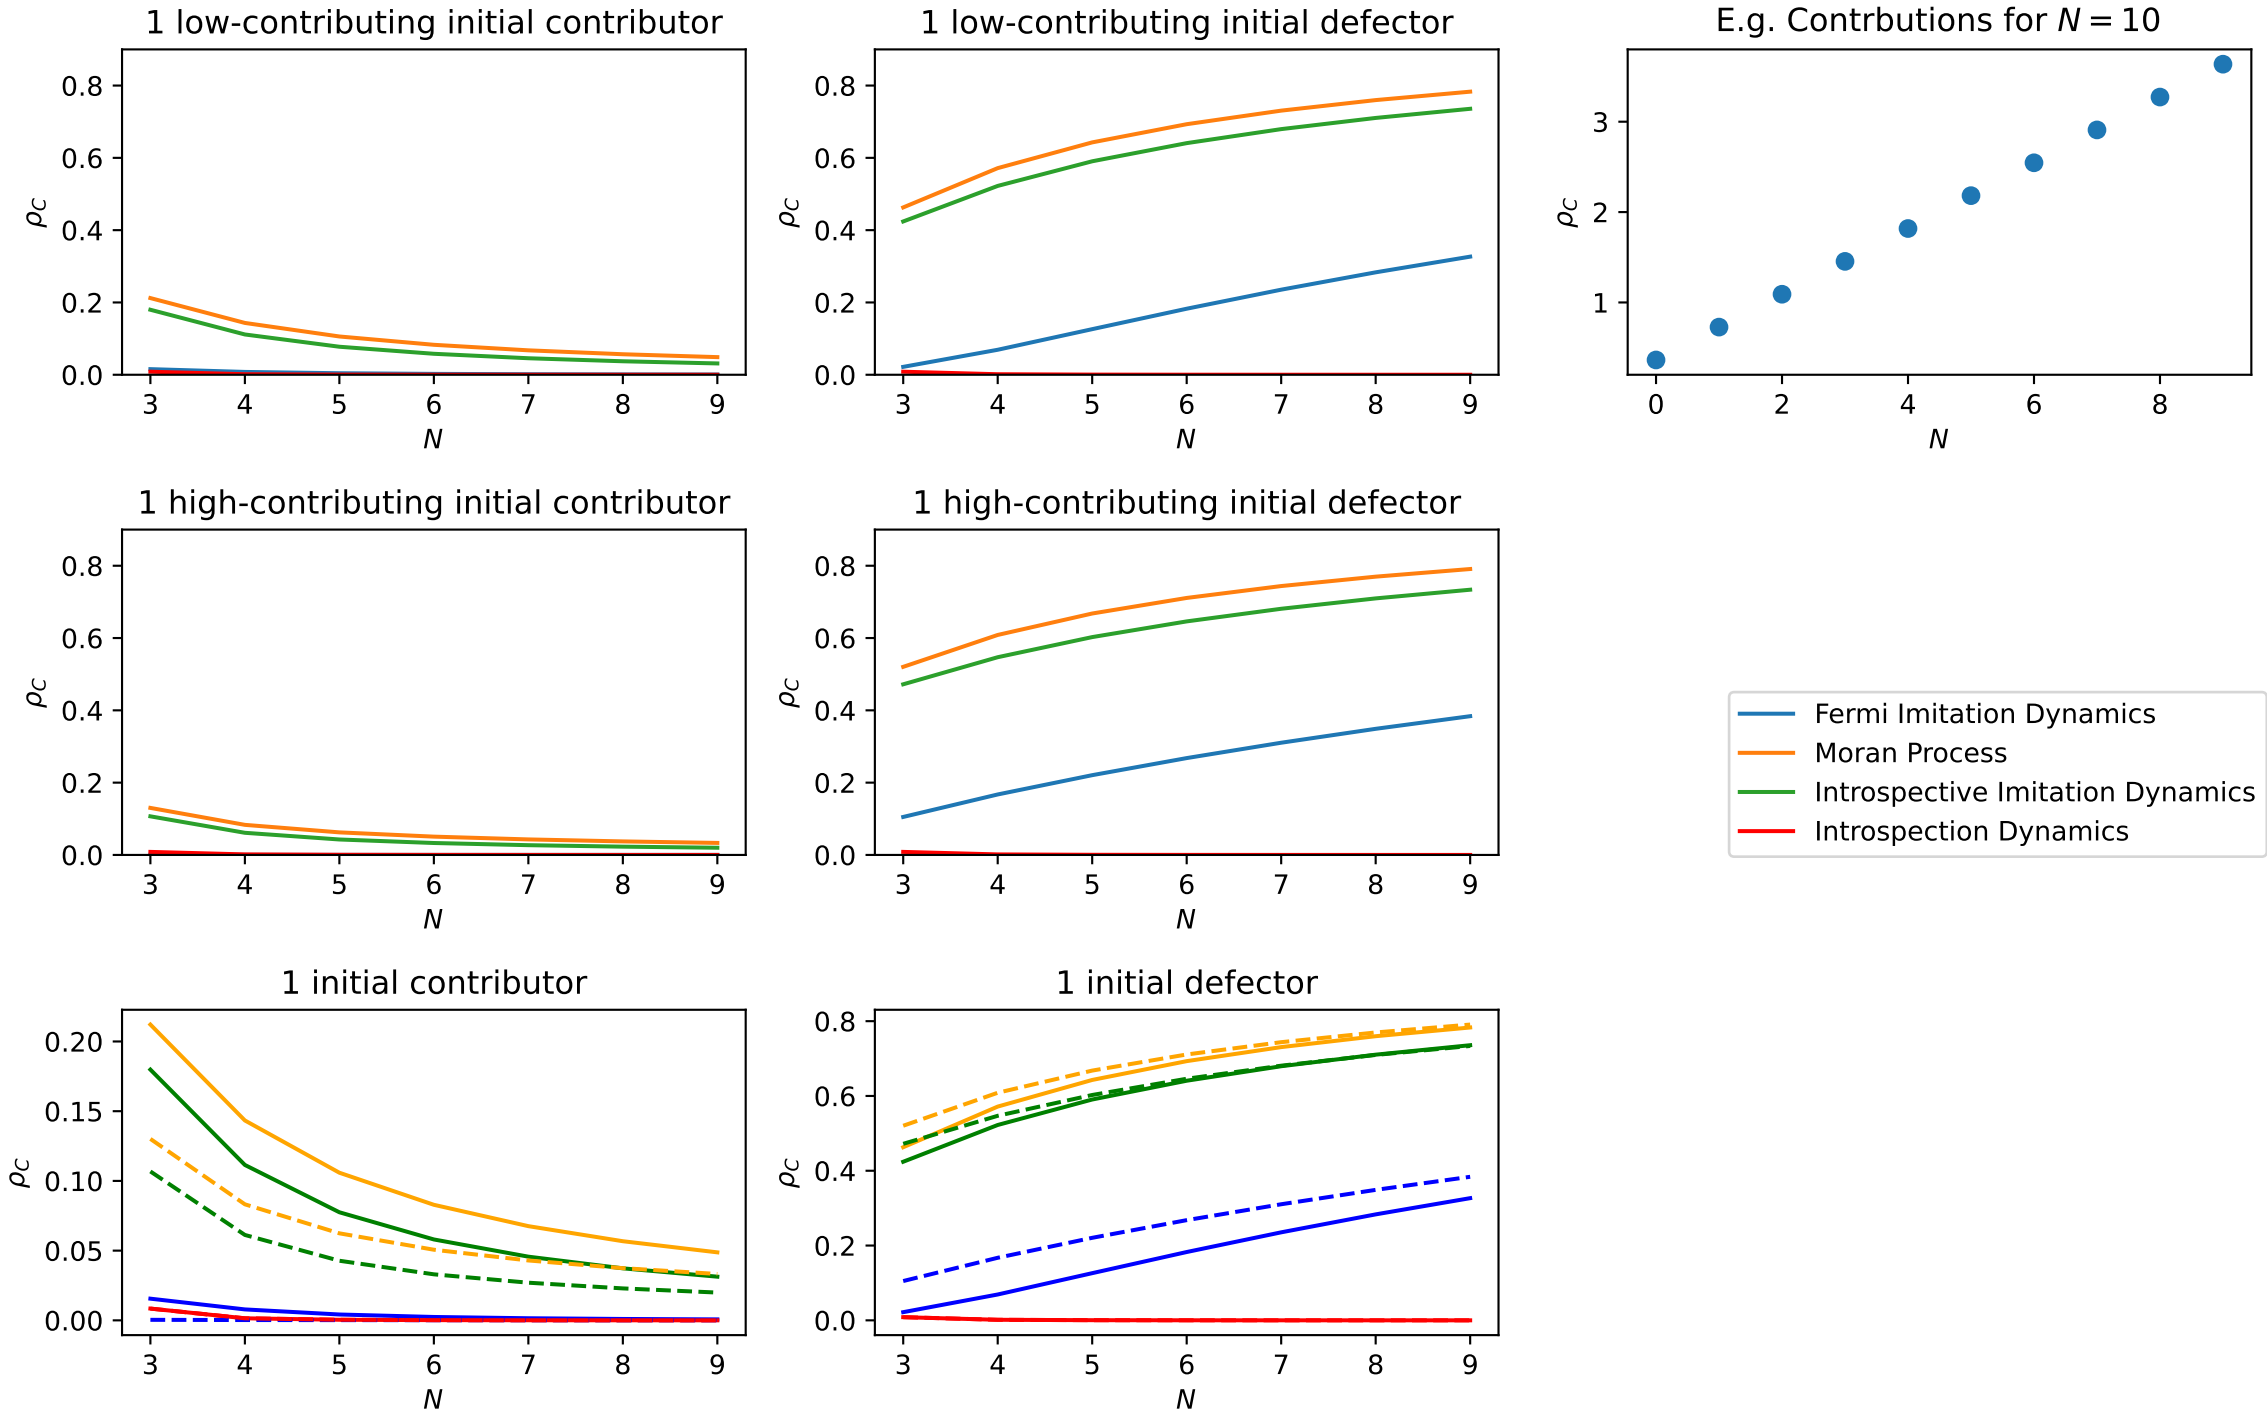 1 low-contributing initial contributor
0.8
0.6
0.4
0.2
0.0
ρC
3 4 5 6 7 8 9
N
1 low-contributing initial defector
0.8
0.6
0.4
0.2
0.0
ρC
3 4 5 6 7 8 9
N
E.g. Contrbutions for N = 10
3
2
1
ρC
0 2 4 6 8
N
1 high-contributing initial contributor
0.8
0.6
0.4
0.2
0.0
ρC
3 4 5 6 7 8 9
N
1 high-contributing initial defector
0.8
0.6
0.4
0.2
0.0
ρC
3 4 5 6 7 8 9
N
Fermi Imitation Dynamics
Moran Process
Introspective Imitation Dynamics
Introspection Dynamics
1 initial contributor
0.20
0.15
0.10
0.05
0.00
ρC
3 4 5 6 7 8 9
N
1 initial defector
0.8
0.6
0.4
0.2
0.0
ρC
3 4 5 6 7 8 9
N